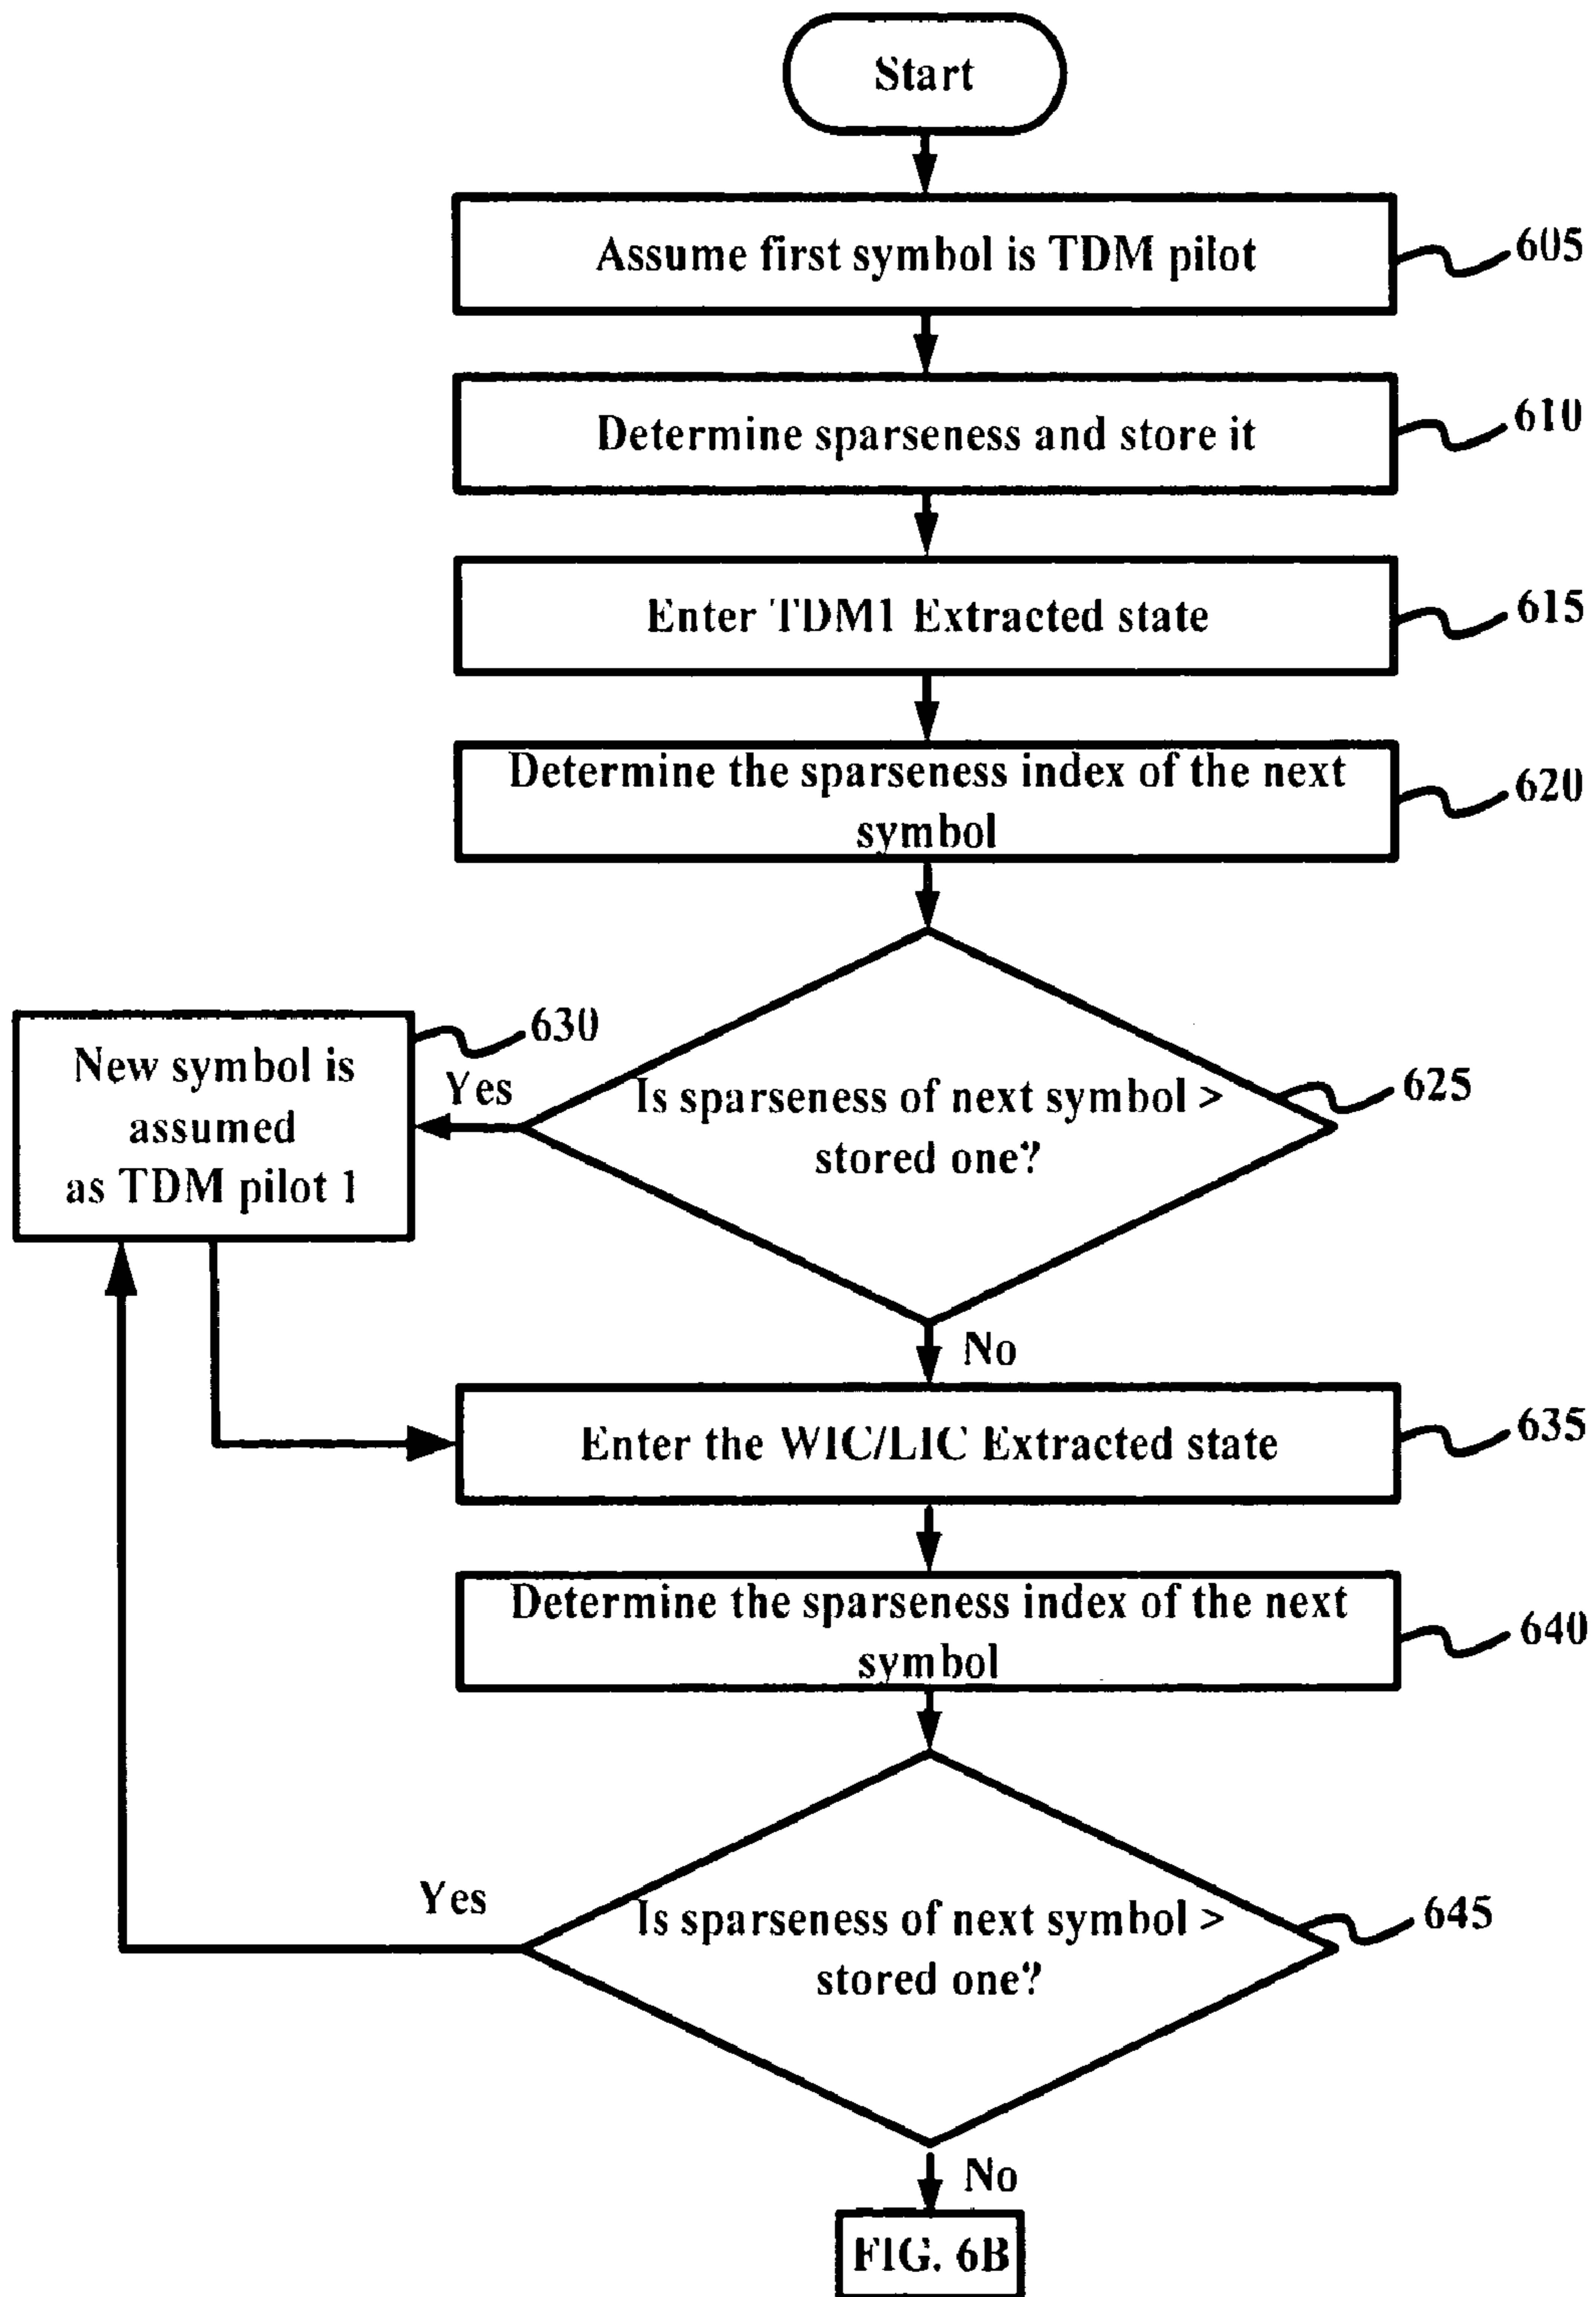 Start
Assume first symbol is TDM pilot
605
Determine sparseness and store it
610
Enter TDM1 Extracted state
615
Determine the sparseness index of the next
symbol
620
Is sparseness of next symbol >
stored one?
625
Yes
630
New symbol is
assumed
as TDM pilot 1
No
Enter the WIC/LIC Extracted state
635
Determine the sparseness index of the next
symbol
640
Is sparseness of next symbol >
stored one?
645
Yes
No
FIG. 6B